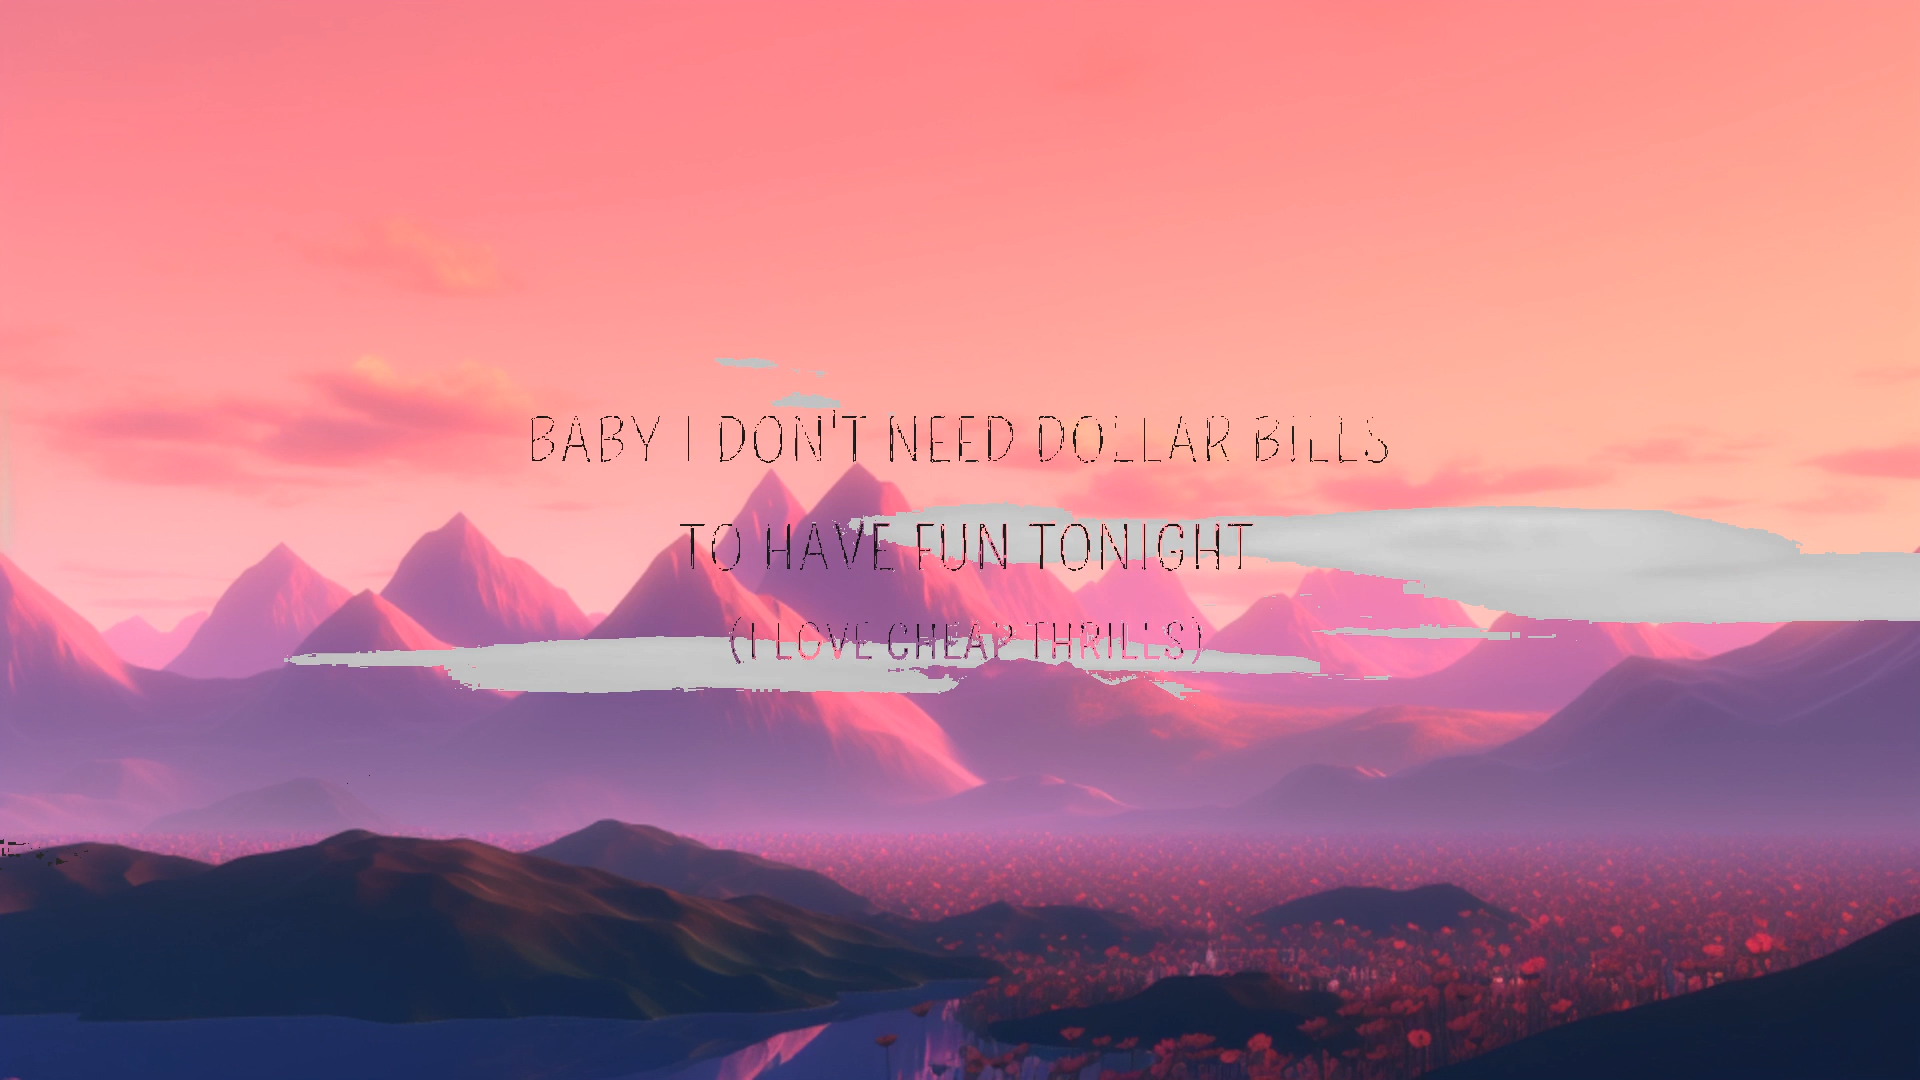 BABY I DON'T NEED DOLLAR BILLS
TO HAVE FUN TONIGHT
(I LOVE CHEAP THRILLS)